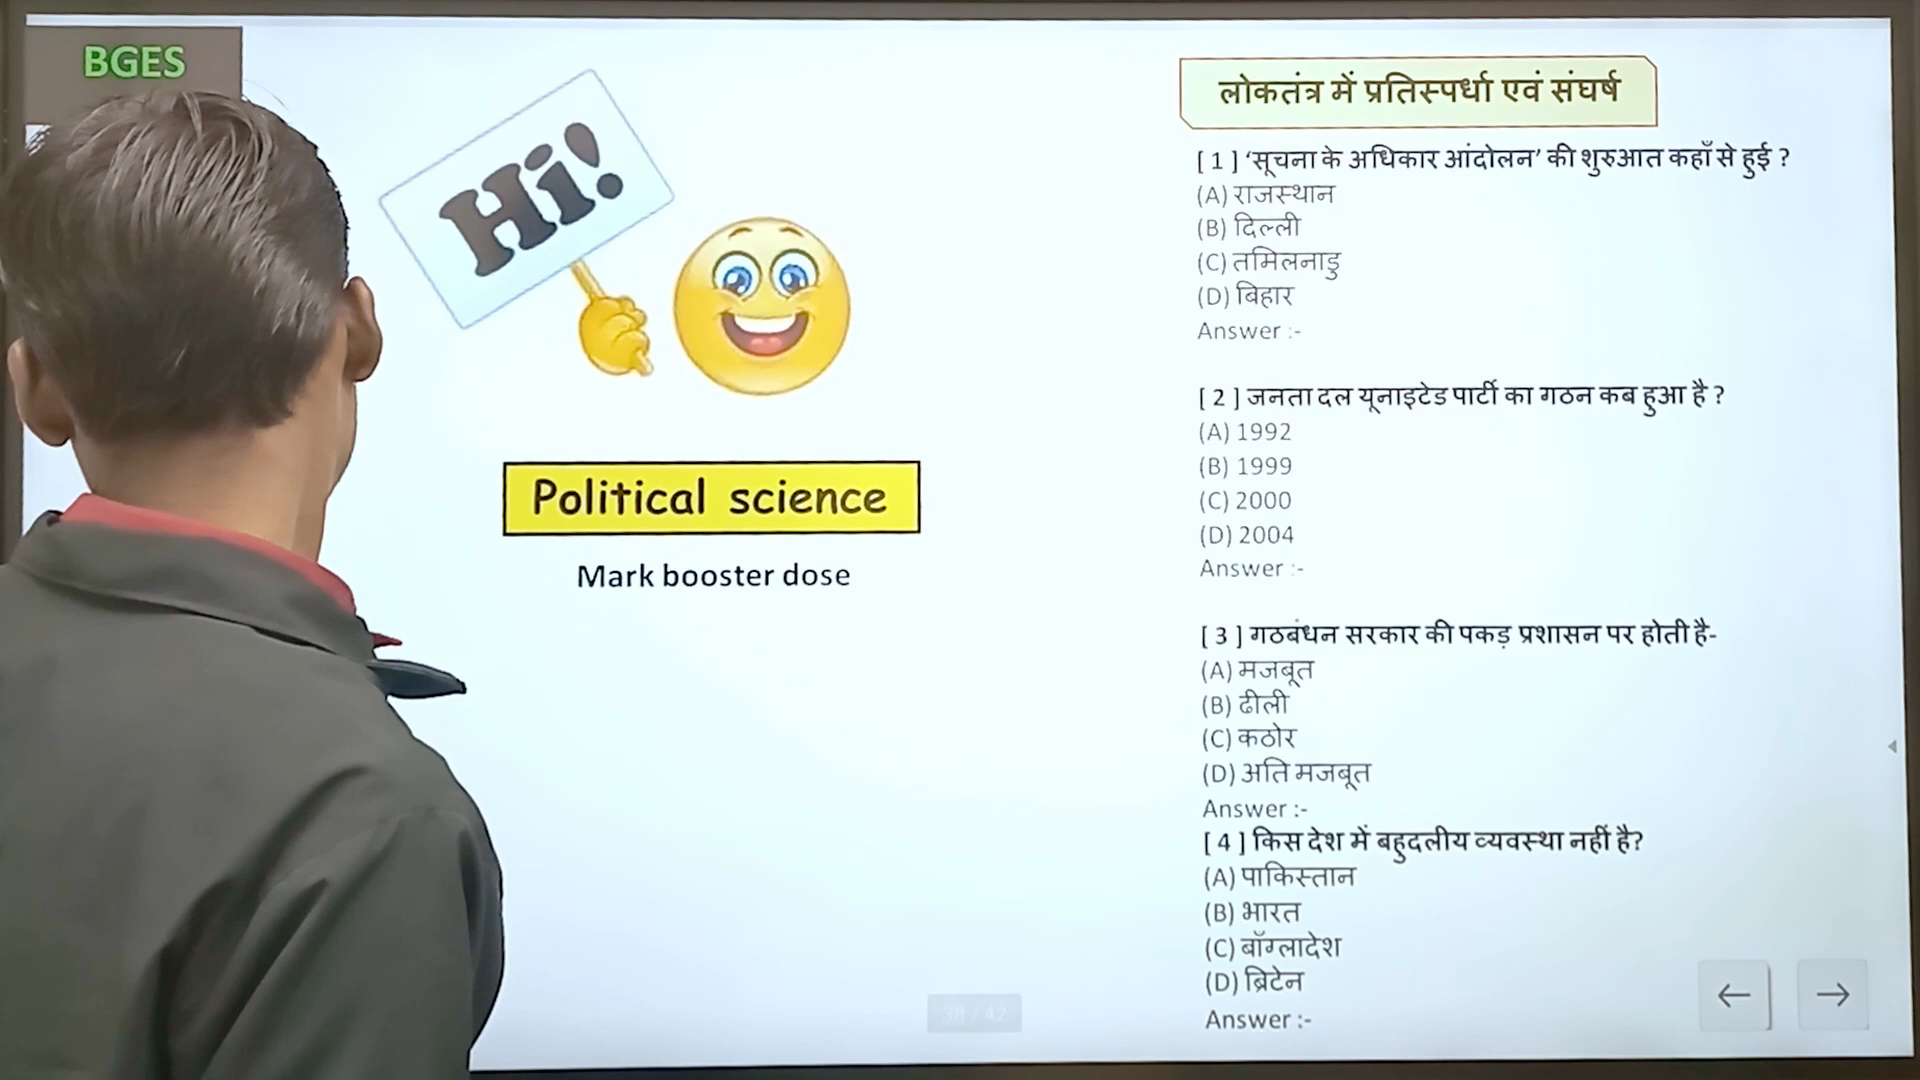 BGES
Hi!
Political science
Mark booster dose
लोकतंत्र में प्रतिस्पर्धा एवं संघर्ष
[ 1 ] ‘सूचना के अधिकार आंदोलन’ की शुरुआत कहाँ से हुई ?
(A) राजस्थान
(B) दिल्ली
(C) तमिलनाडु
(D) बिहार
Answer :-
[ 2 ] जनता दल यूनाइटेड पार्टी का गठन कब हुआ है ?
(A) 1992
(B) 1999
(C) 2000
(D) 2004
Answer :-
[ 3 ] गठबंधन सरकार की पकड़ प्रशासन पर होती है-
(A) मजबूत
(B) ढीली
(C) कठोर
(D) अति मजबूत
Answer :-
[ 4 ] किस देश में बहुदलीय व्यवस्था नहीं है?
(A) पाकिस्तान
(B) भारत
(C) बॉग्लादेश
(D) ब्रिटेन
Answer :-
38 / 42